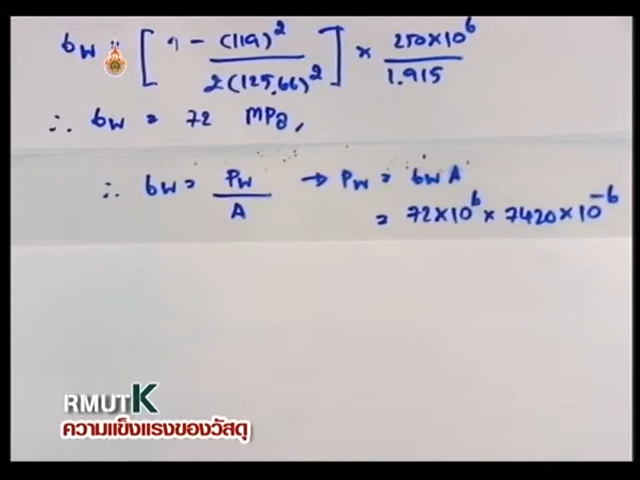 σw = [ 1 - (119)² / 2(125.66)² ] × 250×10⁶ / 1.915
∴ σw = 72 MPa,
∴ σw = Pw / A → Pw = σw A
= 72×10⁶ × 7420×10⁻⁶
RMUTK
ความแข็งแรงของวัสดุ